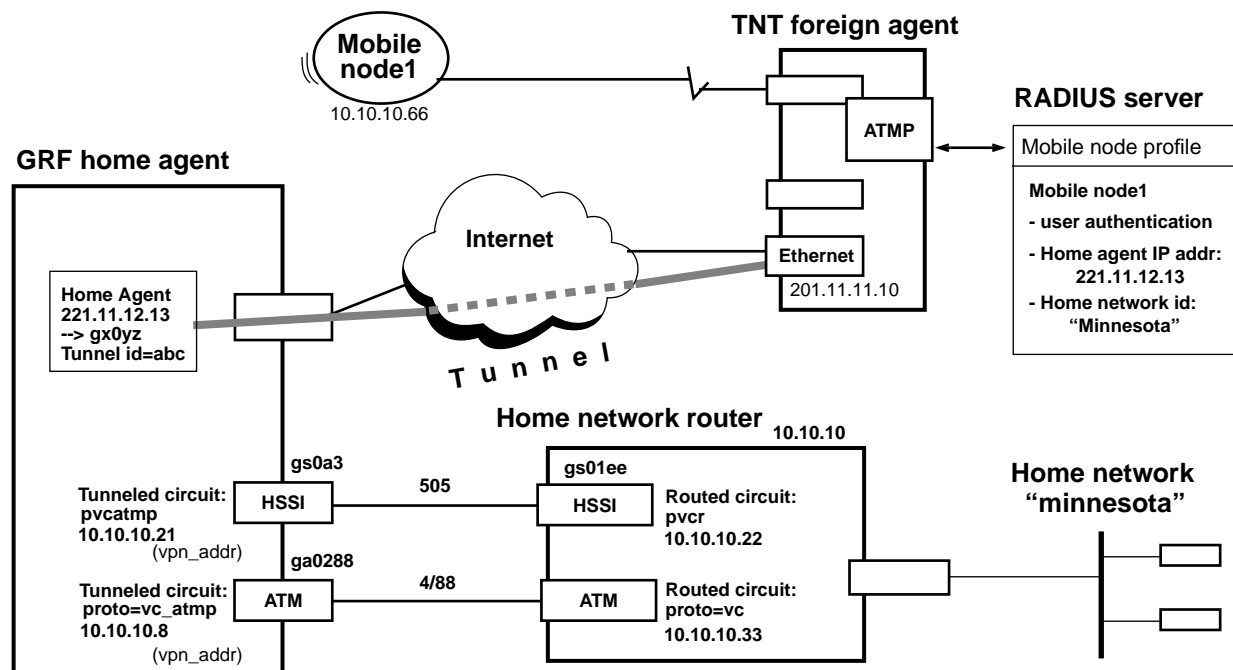 TNT foreign agent
Mobile
node1
10.10.10.66
ATMP
RADIUS server
Mobile node profile
Mobile node1
- user authentication
- Home agent IP addr:
221.11.12.13
- Home network id:
“Minnesota”
GRF home agent
Internet
Ethernet
201.11.11.10
Home Agent
221.11.12.13
--> gx0yz
Tunnel id=abc
Tunnel
Home network router
10.10.10
gs0a3
gs01ee
Tunneled circuit:
pvcatmp
10.10.10.21
(vpn_addr)
HSSI
505
HSSI
Routed circuit:
pvcr
10.10.10.22
Home network
“minnesota”
ga0288
Tunneled circuit:
proto=vc_atmp
10.10.10.8
(vpn_addr)
ATM
4/88
ATM
Routed circuit:
proto=vc
10.10.10.33